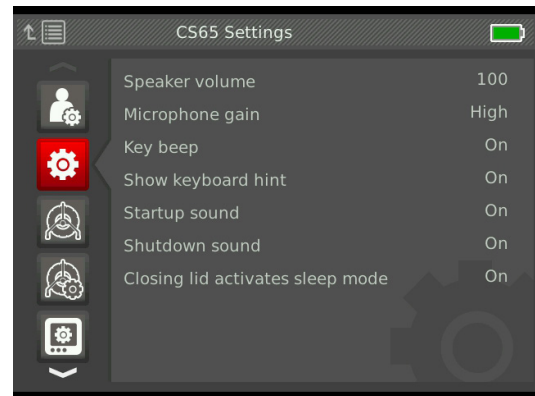 CS65 Settings
Speaker volume 100
Microphone gain High
Key beep On
Show keyboard hint On
Startup sound On
Shutdown sound On
Closing lid activates sleep mode On